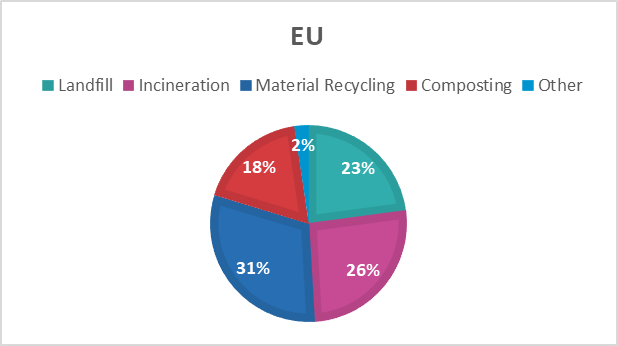 EU
Landfill Incineration Material Recycling Composting Other
2%
18%
23%
31%
26%